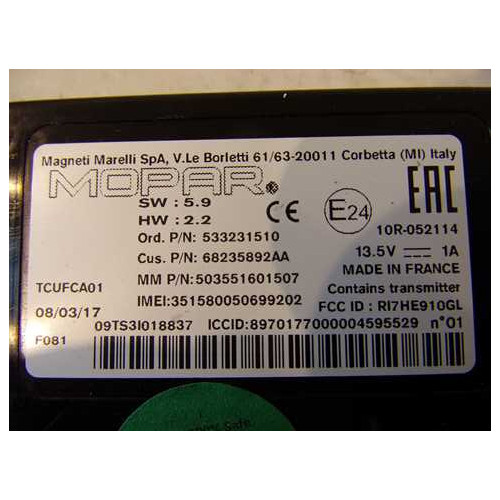 Magneti Marelli SpA, V.Le Borletti 61/63-20011 Corbetta (MI) Italy
MOPAR®
EAC
SW : 5.9
HW : 2.2
CE
E24
10R-052114
Ord. P/N: 533231510
13.5V ⎓ 1A
Cus. P/N: 68235892AA
MADE IN FRANCE
MM P/N:503551601507
TCUFCA01
Contains transmitter
IMEI:351580050699202
08/03/17
FCC ID : RI7HE910GL
09TS3I018837 ICCID:8970177000004595529 n°01
F081